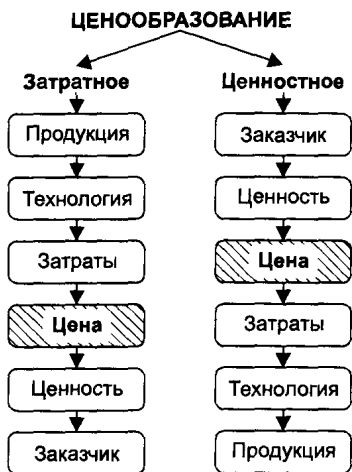 ЦЕНООБРАЗОВАНИЕ
Затратное
Продукция
Технология
Затраты
Цена
Ценность
Заказчик
Ценностное
Заказчик
Ценность
Цена
Затраты
Технология
Продукция